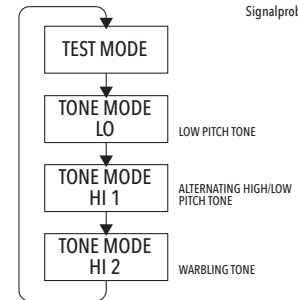 Signalprob
TEST MODE
TONE MODE
LO
LOW PITCH TONE
TONE MODE
HI 1
ALTERNATING HIGH/LOW
PITCH TONE
TONE MODE
HI 2
WARBLING TONE